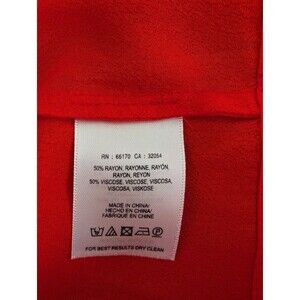 RN : 66170 CA : 32054
50% RAYON, RAYONNE, RAYÓN,
RAYON, REYON
50% VISCOSE, VISCOSE, VISCOSA,
VISCOSA, VISKOSE
MADE IN CHINA/
HECHO EN CHINA/
FABRIQUÉ EN CHINE
FOR BEST RESULTS DRY CLEAN